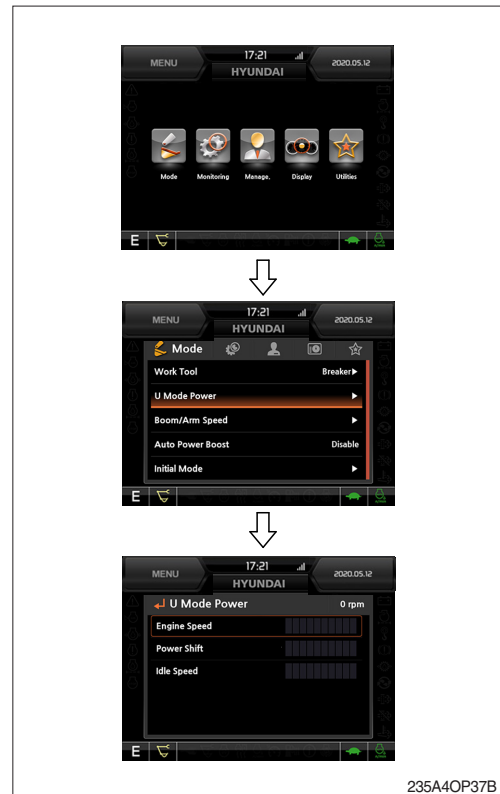 MENU
17:21
2020.05.12
HYUNDAI
Mode Monitoring Manage. Display Utilities
E
MENU
17:21
2020.05.12
HYUNDAI
Mode
Work Tool Breaker▶
U Mode Power ▶
Boom/Arm Speed ▶
Auto Power Boost Disable
Initial Mode ▶
E
MENU
17:21
2020.05.12
HYUNDAI
U Mode Power 0 rpm
Engine Speed
Power Shift
Idle Speed
E
235A4OP37B